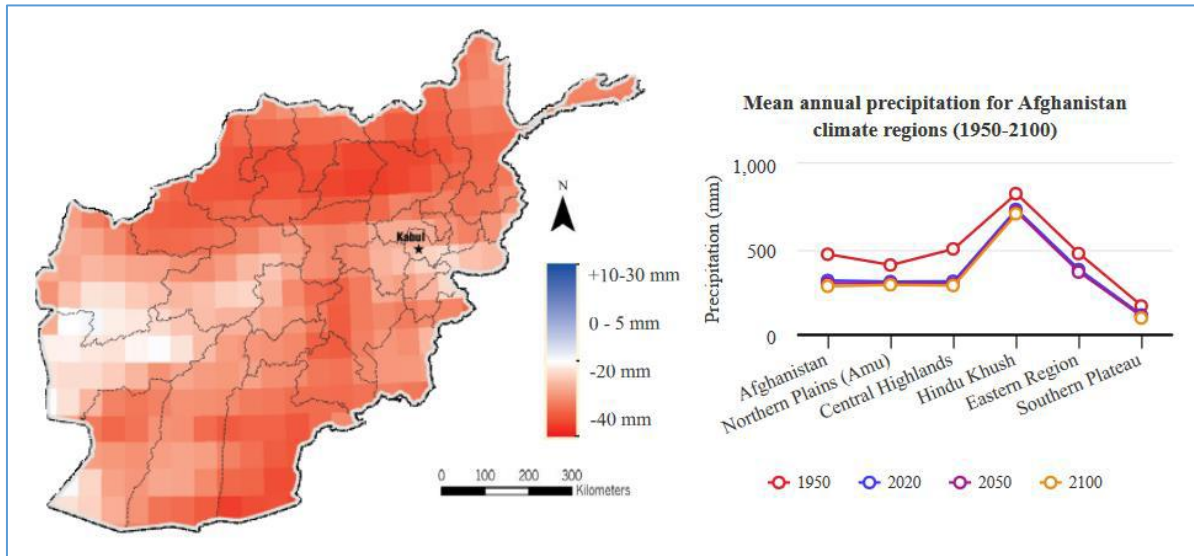 Kabul
N
+10-30 mm
0 - 5 mm
-20 mm
-40 mm
0 100 200 300
Kilometers
Mean annual precipitation for Afghanistan
climate regions (1950-2100)
Precipitation (mm)
1,000
500
0
Afghanistan
Northern Plains (Amu)
Central Highlands
Hindu Khush
Eastern Region
Southern Plateau
1950 2020 2050 2100